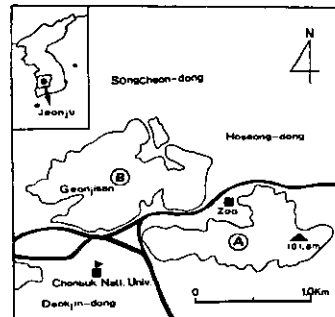 Jeonju
N
Songcheon-dong
Hoseong-dong
B
Geonjisan
Zoo
A
101.6m
Chonbuk Natl. Univ.
Deokjin-dong
0 1.0Km